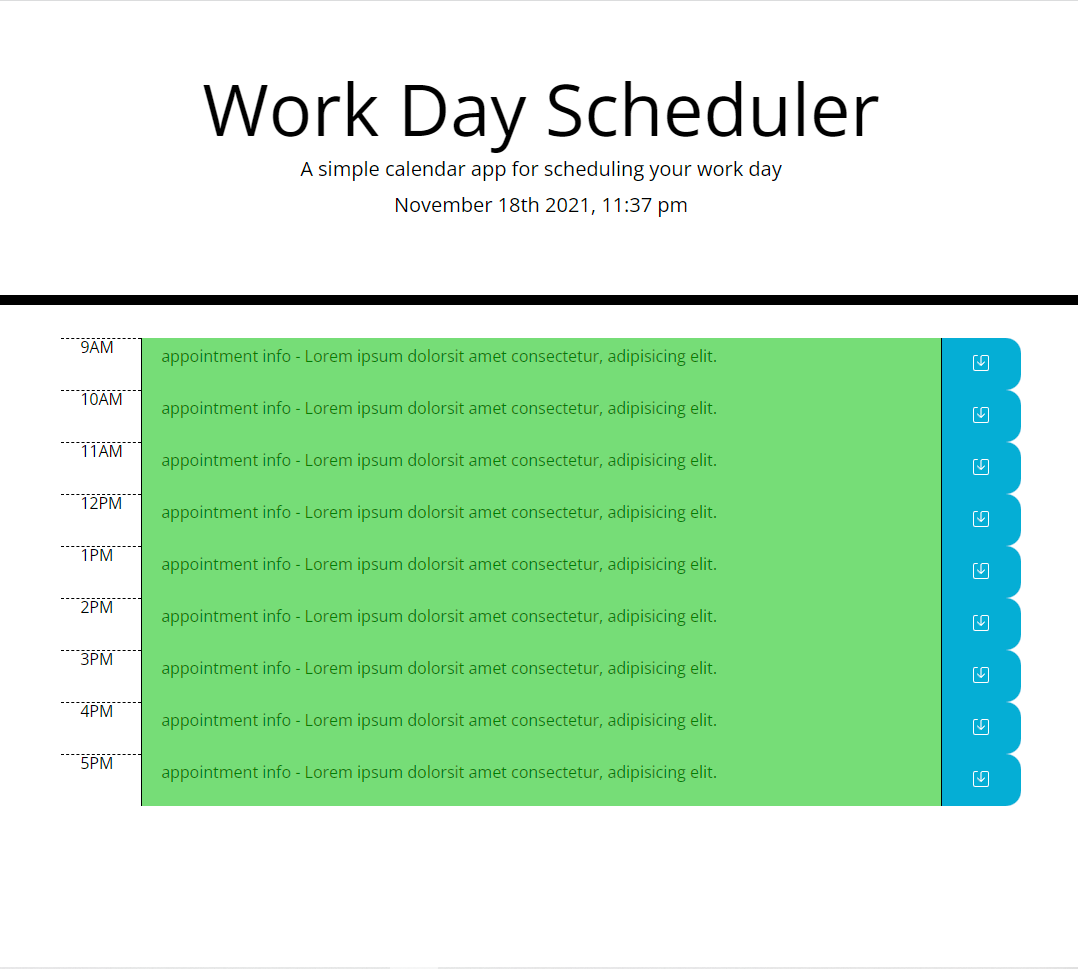 Work Day Scheduler
A simple calendar app for scheduling your work day
November 18th 2021, 11:37 pm
9AM appointment info - Lorem ipsum dolorsit amet consectetur, adipisicing elit.
10AM appointment info - Lorem ipsum dolorsit amet consectetur, adipisicing elit.
11AM appointment info - Lorem ipsum dolorsit amet consectetur, adipisicing elit.
12PM appointment info - Lorem ipsum dolorsit amet consectetur, adipisicing elit.
1PM appointment info - Lorem ipsum dolorsit amet consectetur, adipisicing elit.
2PM appointment info - Lorem ipsum dolorsit amet consectetur, adipisicing elit.
3PM appointment info - Lorem ipsum dolorsit amet consectetur, adipisicing elit.
4PM appointment info - Lorem ipsum dolorsit amet consectetur, adipisicing elit.
5PM appointment info - Lorem ipsum dolorsit amet consectetur, adipisicing elit.